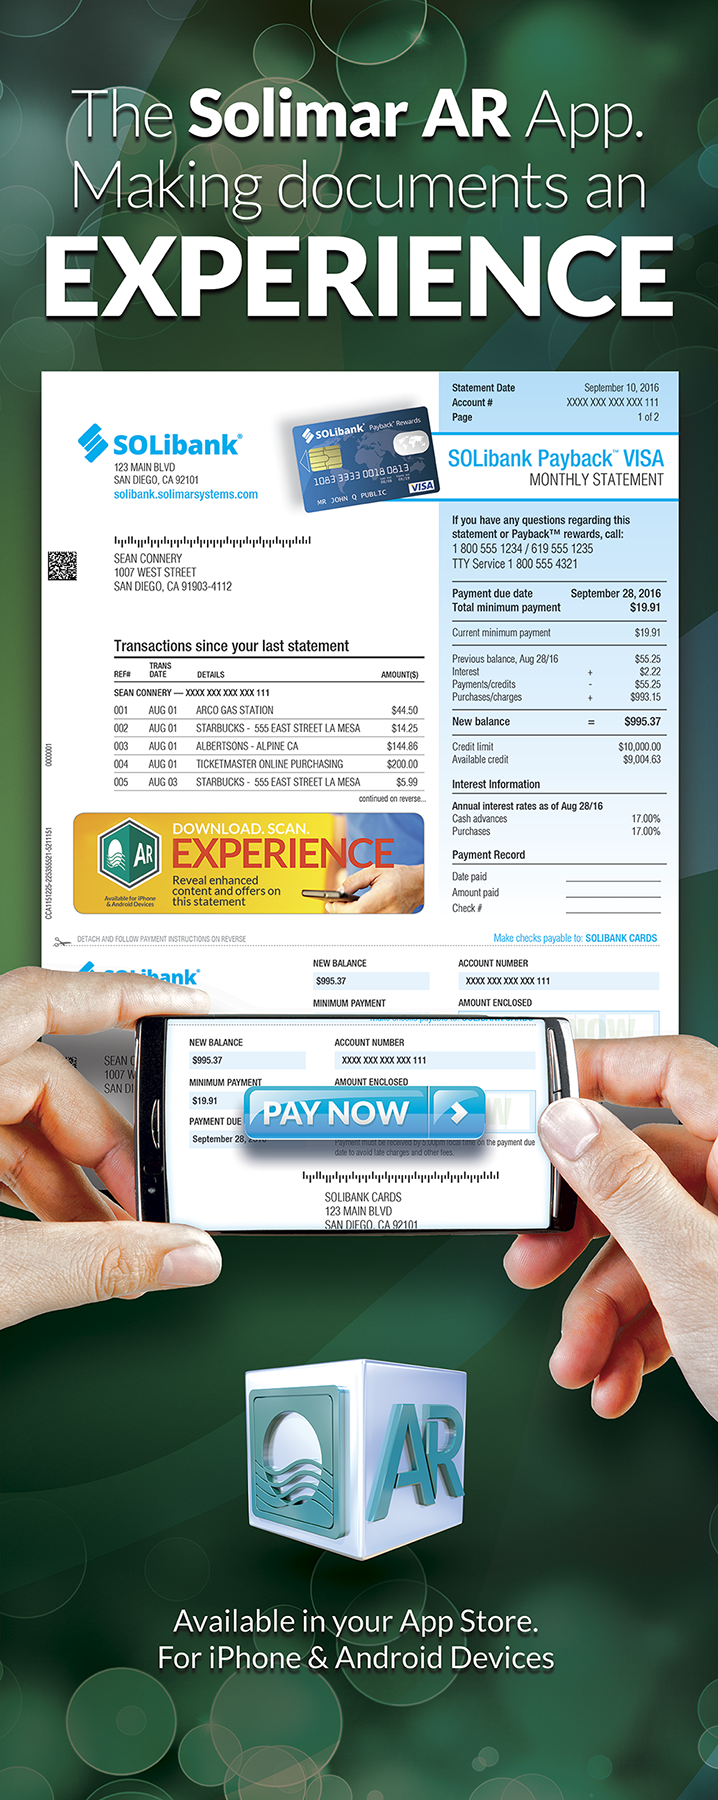 The Solimar AR App.
Making documents an
EXPERIENCE
Statement Date September 10, 2016
Account # XXXX XXX XXX XXX 111
Page 1 of 2
SOLibank®
123 MAIN BLVD
SAN DIEGO, CA 92101
solibank.solimarsystems.com
SOLibank® Payback® Rewards
1083 3333 0018 0813
MR JOHN Q PUBLIC
VISA
SOLibank Payback™ VISA
MONTHLY STATEMENT
If you have any questions regarding this
statement or Payback™ rewards, call:
1 800 555 1234 / 619 555 1235
TTY Service 1 800 555 4321
SEAN CONNERY
1007 WEST STREET
SAN DIEGO, CA 91903-4112
Payment due date September 28, 2016
Total minimum payment $19.91
Current minimum payment $19.91
Previous balance, Aug 28/16 $55.25
Interest + $2.22
Payments/credits - $55.25
Purchases/charges + $993.15
New balance = $995.37
Credit limit $10,000.00
Available credit $9,004.63
Interest Information
Annual interest rates as of Aug 28/16
Cash advances 17.00%
Purchases 17.00%
Payment Record
Date paid
Amount paid
Check #
Transactions since your last statement
REF# TRANS DATE DETAILS AMOUNT($)
SEAN CONNERY — XXXX XXX XXX XXX 111
001 AUG 01 ARCO GAS STATION $44.50
002 AUG 01 STARBUCKS - 555 EAST STREET LA MESA $14.25
003 AUG 01 ALBERTSONS - ALPINE CA $144.86
004 AUG 01 TICKETMASTER ONLINE PURCHASING $200.00
005 AUG 03 STARBUCKS - 555 EAST STREET LA MESA $5.99
continued on reverse...
0000001
AR
Available for iPhone
& Android Devices
DOWNLOAD. SCAN.
EXPERIENCE
Reveal enhanced
content and offers on
this statement
DETACH AND FOLLOW PAYMENT INSTRUCTIONS ON REVERSE
Make checks payable to: SOLIBANK CARDS
SOLibank®
NEW BALANCE ACCOUNT NUMBER
$995.37 XXXX XXX XXX XXX 111
MINIMUM PAYMENT AMOUNT ENCLOSED
SEAN C
1007 W
SAN DI
NEW BALANCE ACCOUNT NUMBER
$995.37 XXXX XXX XXX XXX 111
MINIMUM PAYMENT AMOUNT ENCLOSED
$19.91
PAY NOW
PAYMENT DUE
September 28, 2016
Payment must be received by 5:00pm local time on the payment due
date to avoid late charges and other fees.
SOLIBANK CARDS
123 MAIN BLVD
SAN DIEGO, CA 92101
AR
Available in your App Store.
For iPhone & Android Devices